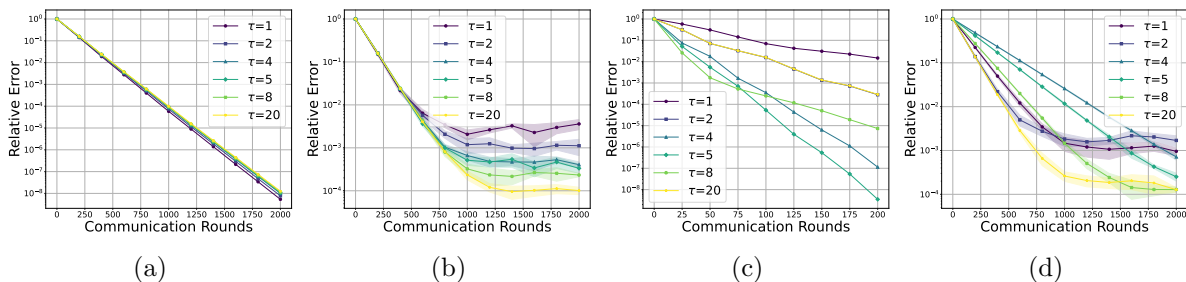 10⁰
10⁻¹
10⁻²
10⁻³
10⁻⁴
10⁻⁵
10⁻⁶
10⁻⁷
10⁻⁸
Relative Error
τ=1
τ=2
τ=4
τ=5
τ=8
τ=20
0 250 500 750 1000 1250 1500 1750 2000
Communication Rounds
(a)
10⁰
10⁻¹
10⁻²
10⁻³
10⁻⁴
Relative Error
τ=1
τ=2
τ=4
τ=5
τ=8
τ=20
0 250 500 750 1000 1250 1500 1750 2000
Communication Rounds
(b)
10⁰
10⁻¹
10⁻²
10⁻³
10⁻⁴
10⁻⁵
10⁻⁶
10⁻⁷
10⁻⁸
Relative Error
τ=1
τ=2
τ=4
τ=5
τ=8
τ=20
0 25 50 75 100 125 150 175 200
Communication Rounds
(c)
10⁰
10⁻¹
10⁻²
10⁻³
10⁻⁴
Relative Error
τ=1
τ=2
τ=4
τ=5
τ=8
τ=20
0 250 500 750 1000 1250 1500 1750 2000
Communication Rounds
(d)